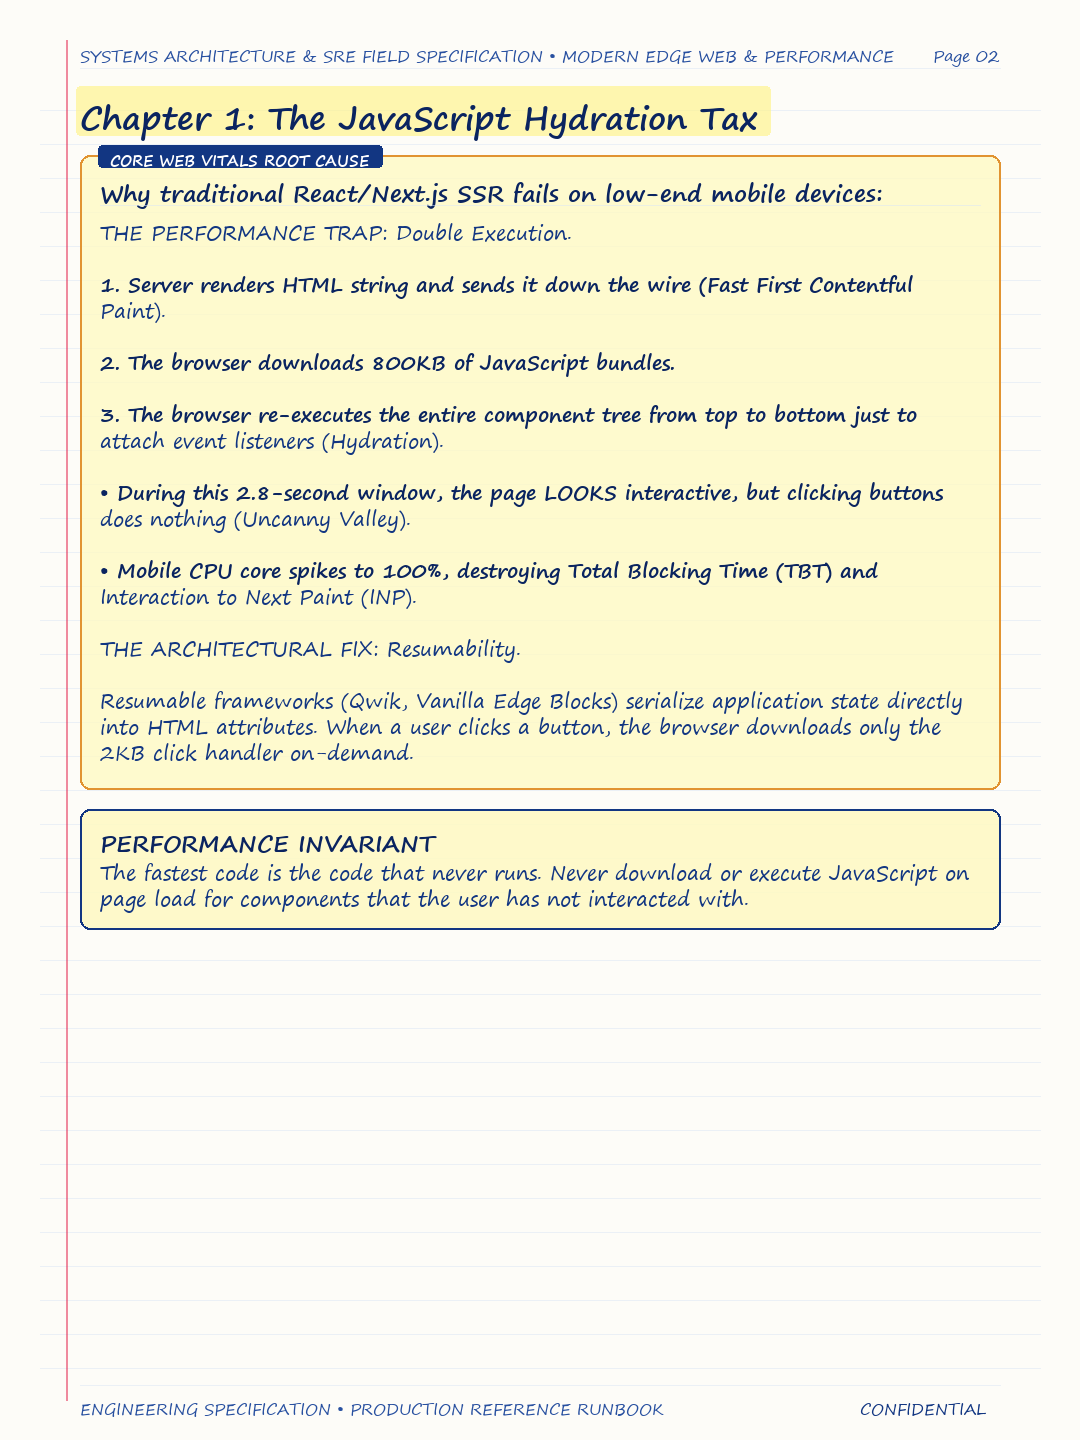 SYSTEMS ARCHITECTURE & SRE FIELD SPECIFICATION • MODERN EDGE WEB & PERFORMANCE Page 02
Chapter 1: The JavaScript Hydration Tax
CORE WEB VITALS ROOT CAUSE
Why traditional React/Next.js SSR fails on low-end mobile devices:
THE PERFORMANCE TRAP: Double Execution.
1. Server renders HTML string and sends it down the wire (Fast First Contentful
Paint).
2. The browser downloads 800KB of JavaScript bundles.
3. The browser re-executes the entire component tree from top to bottom just to
attach event listeners (Hydration).
• During this 2.8-second window, the page LOOKS interactive, but clicking buttons
does nothing (Uncanny Valley).
• Mobile CPU core spikes to 100%, destroying Total Blocking Time (TBT) and
Interaction to Next Paint (INP).
THE ARCHITECTURAL FIX: Resumability.
Resumable frameworks (Qwik, Vanilla Edge Blocks) serialize application state directly
into HTML attributes. When a user clicks a button, the browser downloads only the
2KB click handler on-demand.
PERFORMANCE INVARIANT
The fastest code is the code that never runs. Never download or execute JavaScript on
page load for components that the user has not interacted with.
ENGINEERING SPECIFICATION • PRODUCTION REFERENCE RUNBOOK CONFIDENTIAL